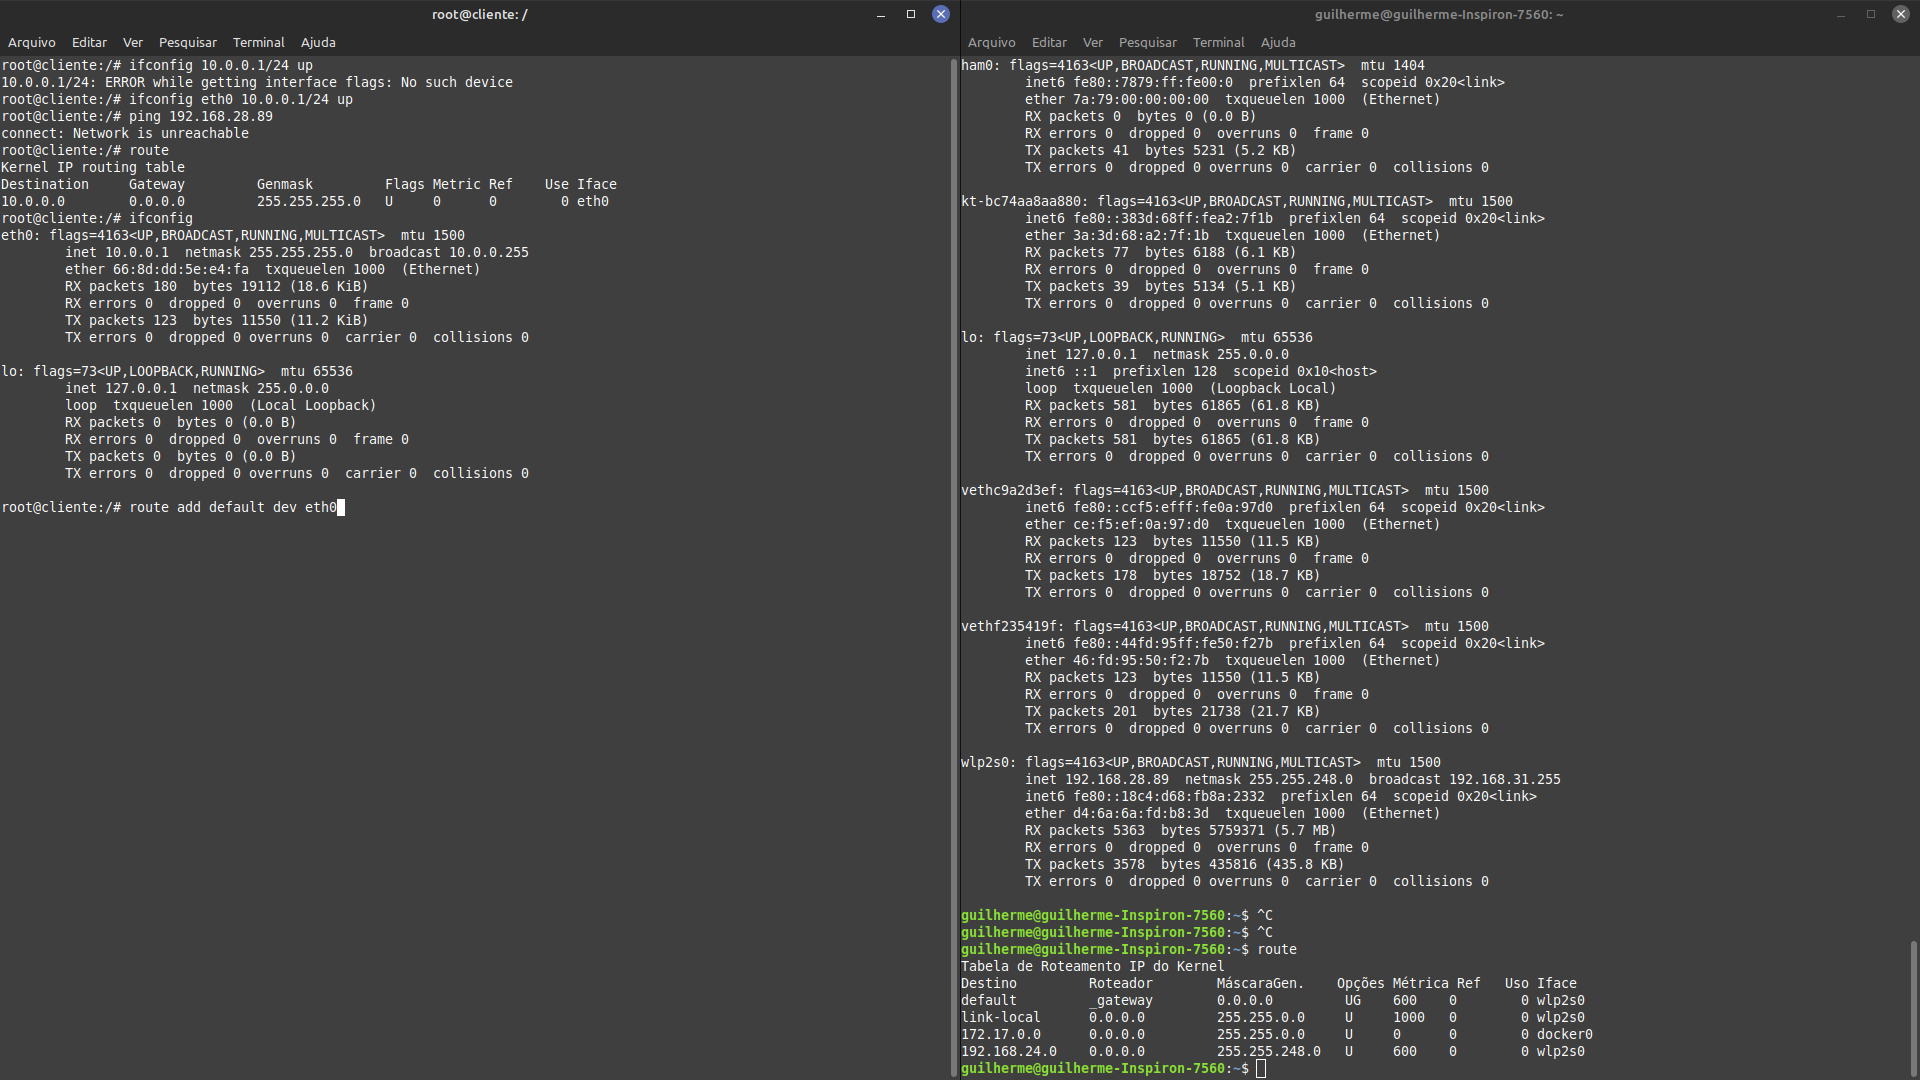 root@cliente: /
Arquivo Editar Ver Pesquisar Terminal Ajuda
root@cliente:/# ifconfig 10.0.0.1/24 up
10.0.0.1/24: ERROR while getting interface flags: No such device
root@cliente:/# ifconfig eth0 10.0.0.1/24 up
root@cliente:/# ping 192.168.28.89
connect: Network is unreachable
root@cliente:/# route
Kernel IP routing table
Destination     Gateway         Genmask         Flags Metric Ref    Use Iface
10.0.0.0        0.0.0.0         255.255.255.0   U     0      0        0 eth0
root@cliente:/# ifconfig
eth0: flags=4163<UP,BROADCAST,RUNNING,MULTICAST>  mtu 1500
        inet 10.0.0.1  netmask 255.255.255.0  broadcast 10.0.0.255
        ether 66:8d:dd:5e:e4:fa  txqueuelen 1000  (Ethernet)
        RX packets 180  bytes 19112 (18.6 KiB)
        RX errors 0  dropped 0  overruns 0  frame 0
        TX packets 123  bytes 11550 (11.2 KiB)
        TX errors 0  dropped 0 overruns 0  carrier 0  collisions 0
lo: flags=73<UP,LOOPBACK,RUNNING>  mtu 65536
        inet 127.0.0.1  netmask 255.0.0.0
        loop  txqueuelen 1000  (Local Loopback)
        RX packets 0  bytes 0 (0.0 B)
        RX errors 0  dropped 0  overruns 0  frame 0
        TX packets 0  bytes 0 (0.0 B)
        TX errors 0  dropped 0 overruns 0  carrier 0  collisions 0
root@cliente:/# route add default dev eth0
guilherme@guilherme-Inspiron-7560: ~
Arquivo Editar Ver Pesquisar Terminal Ajuda
ham0: flags=4163<UP,BROADCAST,RUNNING,MULTICAST>  mtu 1404
        inet6 fe80::7879:ff:fe00:0  prefixlen 64  scopeid 0x20<link>
        ether 7a:79:00:00:00:00  txqueuelen 1000  (Ethernet)
        RX packets 0  bytes 0 (0.0 B)
        RX errors 0  dropped 0  overruns 0  frame 0
        TX packets 41  bytes 5231 (5.2 KB)
        TX errors 0  dropped 0 overruns 0  carrier 0  collisions 0
kt-bc74aa8aa880: flags=4163<UP,BROADCAST,RUNNING,MULTICAST>  mtu 1500
        inet6 fe80::383d:68ff:fea2:7f1b  prefixlen 64  scopeid 0x20<link>
        ether 3a:3d:68:a2:7f:1b  txqueuelen 1000  (Ethernet)
        RX packets 77  bytes 6188 (6.1 KB)
        RX errors 0  dropped 0  overruns 0  frame 0
        TX packets 39  bytes 5134 (5.1 KB)
        TX errors 0  dropped 0 overruns 0  carrier 0  collisions 0
lo: flags=73<UP,LOOPBACK,RUNNING>  mtu 65536
        inet 127.0.0.1  netmask 255.0.0.0
        inet6 ::1  prefixlen 128  scopeid 0x10<host>
        loop  txqueuelen 1000  (Loopback Local)
        RX packets 581  bytes 61865 (61.8 KB)
        RX errors 0  dropped 0  overruns 0  frame 0
        TX packets 581  bytes 61865 (61.8 KB)
        TX errors 0  dropped 0 overruns 0  carrier 0  collisions 0
vethc9a2d3ef: flags=4163<UP,BROADCAST,RUNNING,MULTICAST>  mtu 1500
        inet6 fe80::ccf5:efff:fe0a:97d0  prefixlen 64  scopeid 0x20<link>
        ether ce:f5:ef:0a:97:d0  txqueuelen 1000  (Ethernet)
        RX packets 123  bytes 11550 (11.5 KB)
        RX errors 0  dropped 0  overruns 0  frame 0
        TX packets 178  bytes 18752 (18.7 KB)
        TX errors 0  dropped 0 overruns 0  carrier 0  collisions 0
vethf235419f: flags=4163<UP,BROADCAST,RUNNING,MULTICAST>  mtu 1500
        inet6 fe80::44fd:95ff:fe50:f27b  prefixlen 64  scopeid 0x20<link>
        ether 46:fd:95:50:f2:7b  txqueuelen 1000  (Ethernet)
        RX packets 123  bytes 11550 (11.5 KB)
        RX errors 0  dropped 0  overruns 0  frame 0
        TX packets 201  bytes 21738 (21.7 KB)
        TX errors 0  dropped 0 overruns 0  carrier 0  collisions 0
wlp2s0: flags=4163<UP,BROADCAST,RUNNING,MULTICAST>  mtu 1500
        inet 192.168.28.89  netmask 255.255.248.0  broadcast 192.168.31.255
        inet6 fe80::18c4:d68:fb8a:2332  prefixlen 64  scopeid 0x20<link>
        ether d4:6a:6a:fd:b8:3d  txqueuelen 1000  (Ethernet)
        RX packets 5363  bytes 5759371 (5.7 MB)
        RX errors 0  dropped 0  overruns 0  frame 0
        TX packets 3578  bytes 435816 (435.8 KB)
        TX errors 0  dropped 0 overruns 0  carrier 0  collisions 0
guilherme@guilherme-Inspiron-7560:~$ ^C
guilherme@guilherme-Inspiron-7560:~$ ^C
guilherme@guilherme-Inspiron-7560:~$ route
Tabela de Roteamento IP do Kernel
Destino         Roteador        MáscaraGen.    Opções Métrica Ref   Uso Iface
default         _gateway        0.0.0.0         UG    600    0        0 wlp2s0
link-local      0.0.0.0         255.255.0.0     U     1000   0        0 wlp2s0
172.17.0.0      0.0.0.0         255.255.0.0     U     0      0        0 docker0
192.168.24.0    0.0.0.0         255.255.248.0   U     600    0        0 wlp2s0
guilherme@guilherme-Inspiron-7560:~$